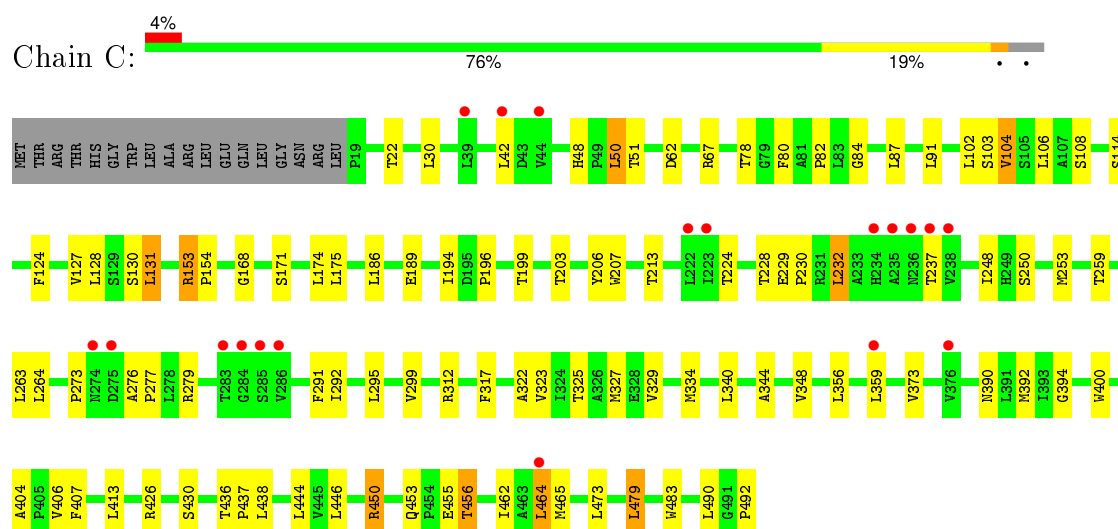 4%
Chain C:
76% 19% • •
MET THR ARG THR HIS GLY TRP LEU ALA ARG LEU GLU GLN LEU GLY ASN ARG LEU P19 T22 L30 L39 L42 D43 V44 H48 P49 L50 T51 D62 R67 T78 G79 F80 A81 P82 L83 G84 L87 L91 L102 S103 V104 S105 L106 A107 S108 S114
F124 V127 L128 S129 S130 L131 R153 P154 G168 S171 L174 L175 L186 E189 I194 D195 P196 T199 T203 Y206 W207 T213 L222 I223 T224 T228 E229 P230 R231 L232 A233 H234 A235 N236 T237 V238 I248 H249 S250 M253 T259
L263 L264 P273 N274 D275 A276 P277 L278 R279 T283 G284 S285 V286 F291 I292 L295 V299 R312 F317 A322 V323 I324 T325 A326 M327 E328 V329 M334 L340 A344 V348 L356 L359 V373 V376 N390 L391 M392 I393 G394 W400
A404 P405 V406 F407 L413 R426 S430 T436 P437 L438 L444 V445 L446 R450 Q453 P454 E455 T456 I462 A463 L464 M465 L473 L479 W483 L490 G491 P492